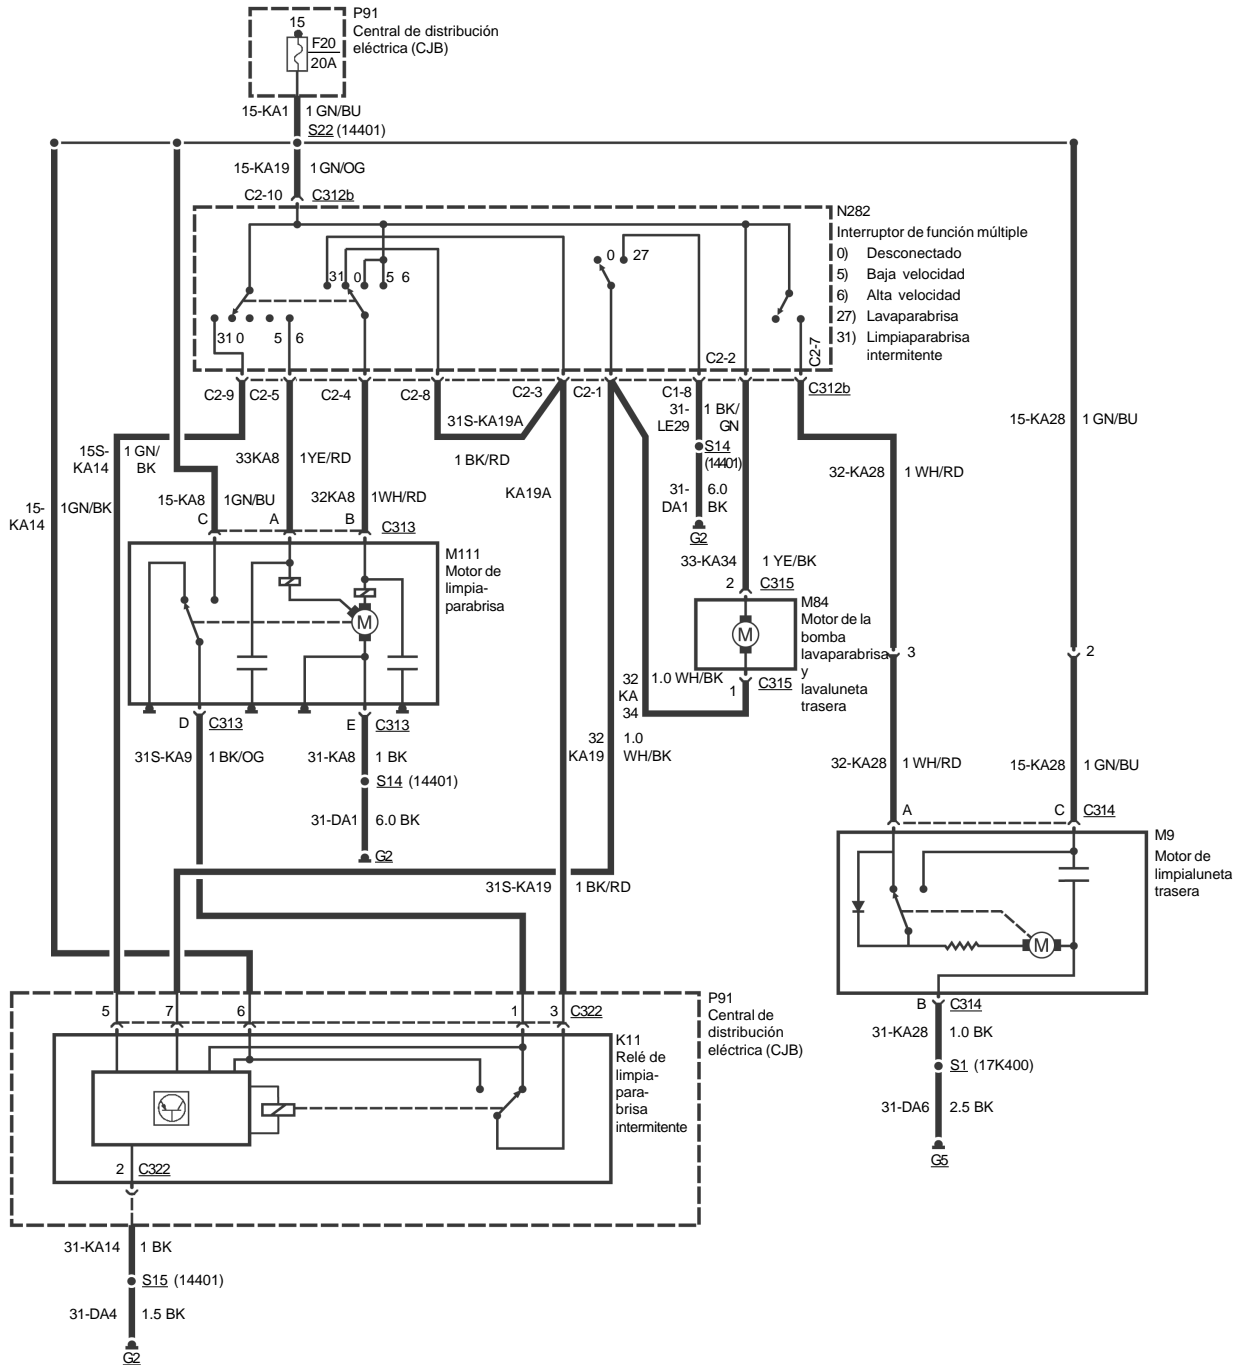 15
F20
20A
P91
Central de distribución
eléctrica (CJB)
15-KA1 1 GN/BU
S22 (14401)
15-KA19 1GN/OG
C2-10 C312b
N282
Interruptor de función múltiple
0) Desconectado
5) Baja velocidad
6) Alta velocidad
27) Lavaparabrisa
31) Limpiaparabrisa
intermitente
31 0 5 6
0 27
31 0 5 6
C2-2
C2-7
C2-9 C2-5 C2-4 C2-8 C2-3 C2-1 C1-8 C312b
31-
LE29
1 BK/
GN
S14
(14401)
31-
DA1
6.0
BK
G2
31S-KA19A
1 BK/RD
KA19A
15S-
KA14
1 GN/
BK
33KA8 1YE/RD
15-KA8 1GN/BU
32KA8 1WH/RD
15-
KA14
1GN/BK
15-KA28 1 GN/BU
32-KA28 1 WH/RD
C A B C313
M111
Motor de
limpia-
parabrisa
M
33-KA34 1 YE/BK
2 C315
M84
Motor de la
bomba
lavaparabrisa
y
lavaluneta
trasera
M
1 C315
3
2
32
KA
34
1.0 WH/BK
32
KA19
1.0
WH/BK
D C313
E C313
31S-KA9 1 BK/OG
31-KA8 1 BK
S14 (14401)
31-DA1 6.0 BK
G2
32-KA28 1 WH/RD
15-KA28 1 GN/BU
A C C314
M9
Motor de
limpialuneta
trasera
M
31S-KA19 1 BK/RD
B C314
31-KA28 1.0 BK
S1 (17K400)
31-DA6 2.5 BK
G5
5 7 6 1 3 C322
P91
Central de
distribución
eléctrica (CJB)
K11
Relé de
limpia-
para-
brisa
intermitente
2 C322
31-KA14 1 BK
S15 (14401)
31-DA4 1.5 BK
G2